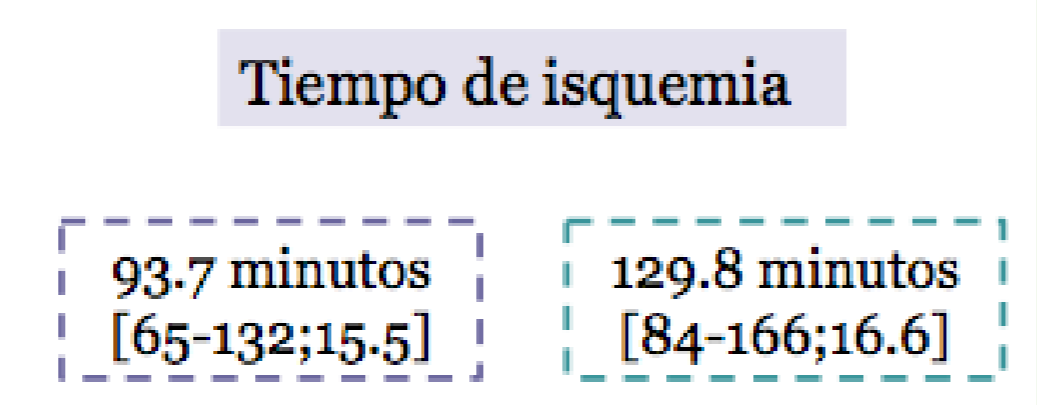 Tiempo de isquemia
93.7 minutos
[65-132;15.5]
129.8 minutos
[84-166;16.6]